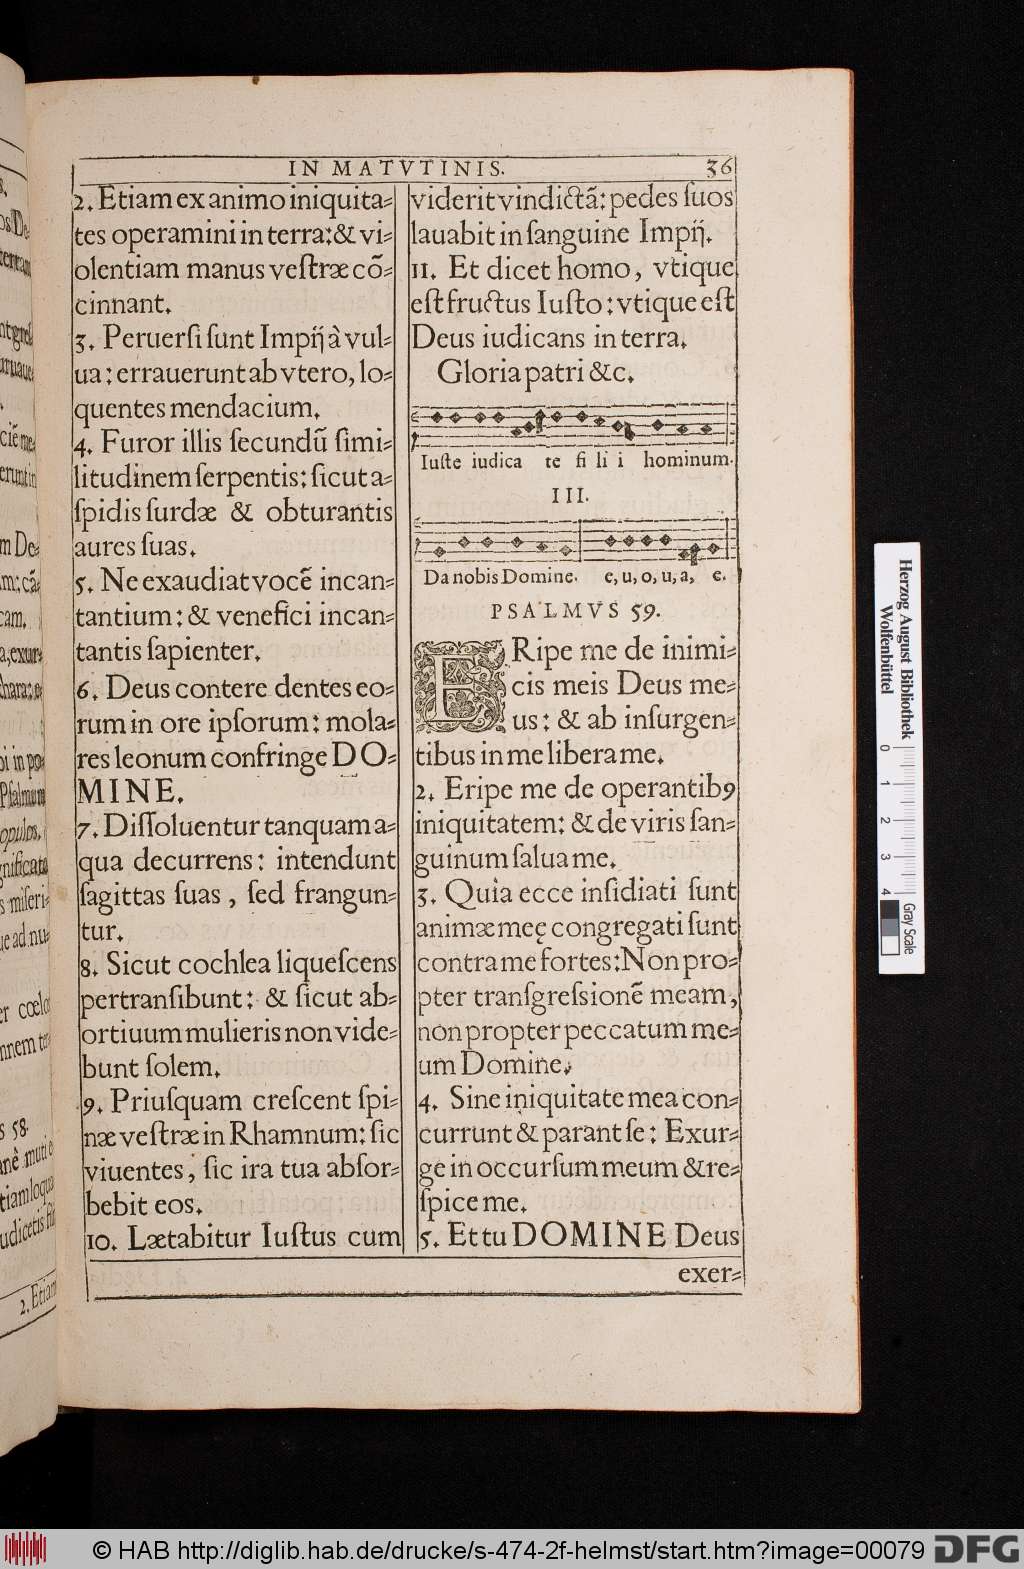 IN MATVTINIS.
36
2. Etiam ex animo iniquita=
tes operamini in terra: & vi=
olentiam manus veſtræ cõ=
cinnant.
3. Peruerſi ſunt Impĳ à vul=
ua: errauerunt ab vtero, lo=
quentes mendacium.
4. Furor illis ſecundũ ſimi=
litudinem ſerpentis: ſicut a=
ſpidis ſurdæ & obturantis
aures ſuas.
5. Ne exaudiat vocẽ incan=
tantium: & venefici incan=
tantis ſapienter.
6. Deus contere dentes eo=
rum in ore ipſorum: mola=
res leonum confringe DO=
MINE.
7. Diſſoluentur tanquam a=
qua decurrens: intendunt
ſagittas ſuas, ſed frangun=
tur.
8. Sicut cochlea liqueſcens
pertranſibunt: & ſicut ab=
ortiuum mulieris non vide=
bunt ſolem.
9. Priuſquam creſcent ſpi=
næ veſtræ in Rhamnum: ſic
viuentes, ſic ira tua abſor=
bebit eos.
10. Lætabitur Iuſtus cum
viderit vindictã: pedes ſuos
lauabit in ſanguine Impĳ.
11. Et dicet homo, vtique
eſt fructus Iuſto: vtique eſt
Deus iudicans in terra.
Gloria patri &c.
Iuſte iudica te fi li i hominum.
III.
Da nobis Domine. e, u, o, u, a, e.
PSALMVS 59.
ERipe me de inimi=
cis meis Deus me=
us: & ab inſurgen=
tibus in me libera me.
2. Eripe me de operantibꝰ
iniquitatem: & de viris ſan=
guinum ſalua me.
3. Quia ecce inſidiati ſunt
animæ meę congregati ſunt
contra me fortes: Non pro=
pter tranſgreſsionẽ meam,
non propter peccatum me=
um Domine.
4. Sine iniquitate mea con=
currunt & parant ſe: Exur=
ge in occurſum meum & re=
ſpice me.
5. Et tu DOMINE Deus
exer=
Herzog August Bibliothek
Wolfenbüttel
0 1 2 3 4
Gray Scale
© HAB http://diglib.hab.de/drucke/s-474-2f-helmst/start.htm?image=00079
DFG